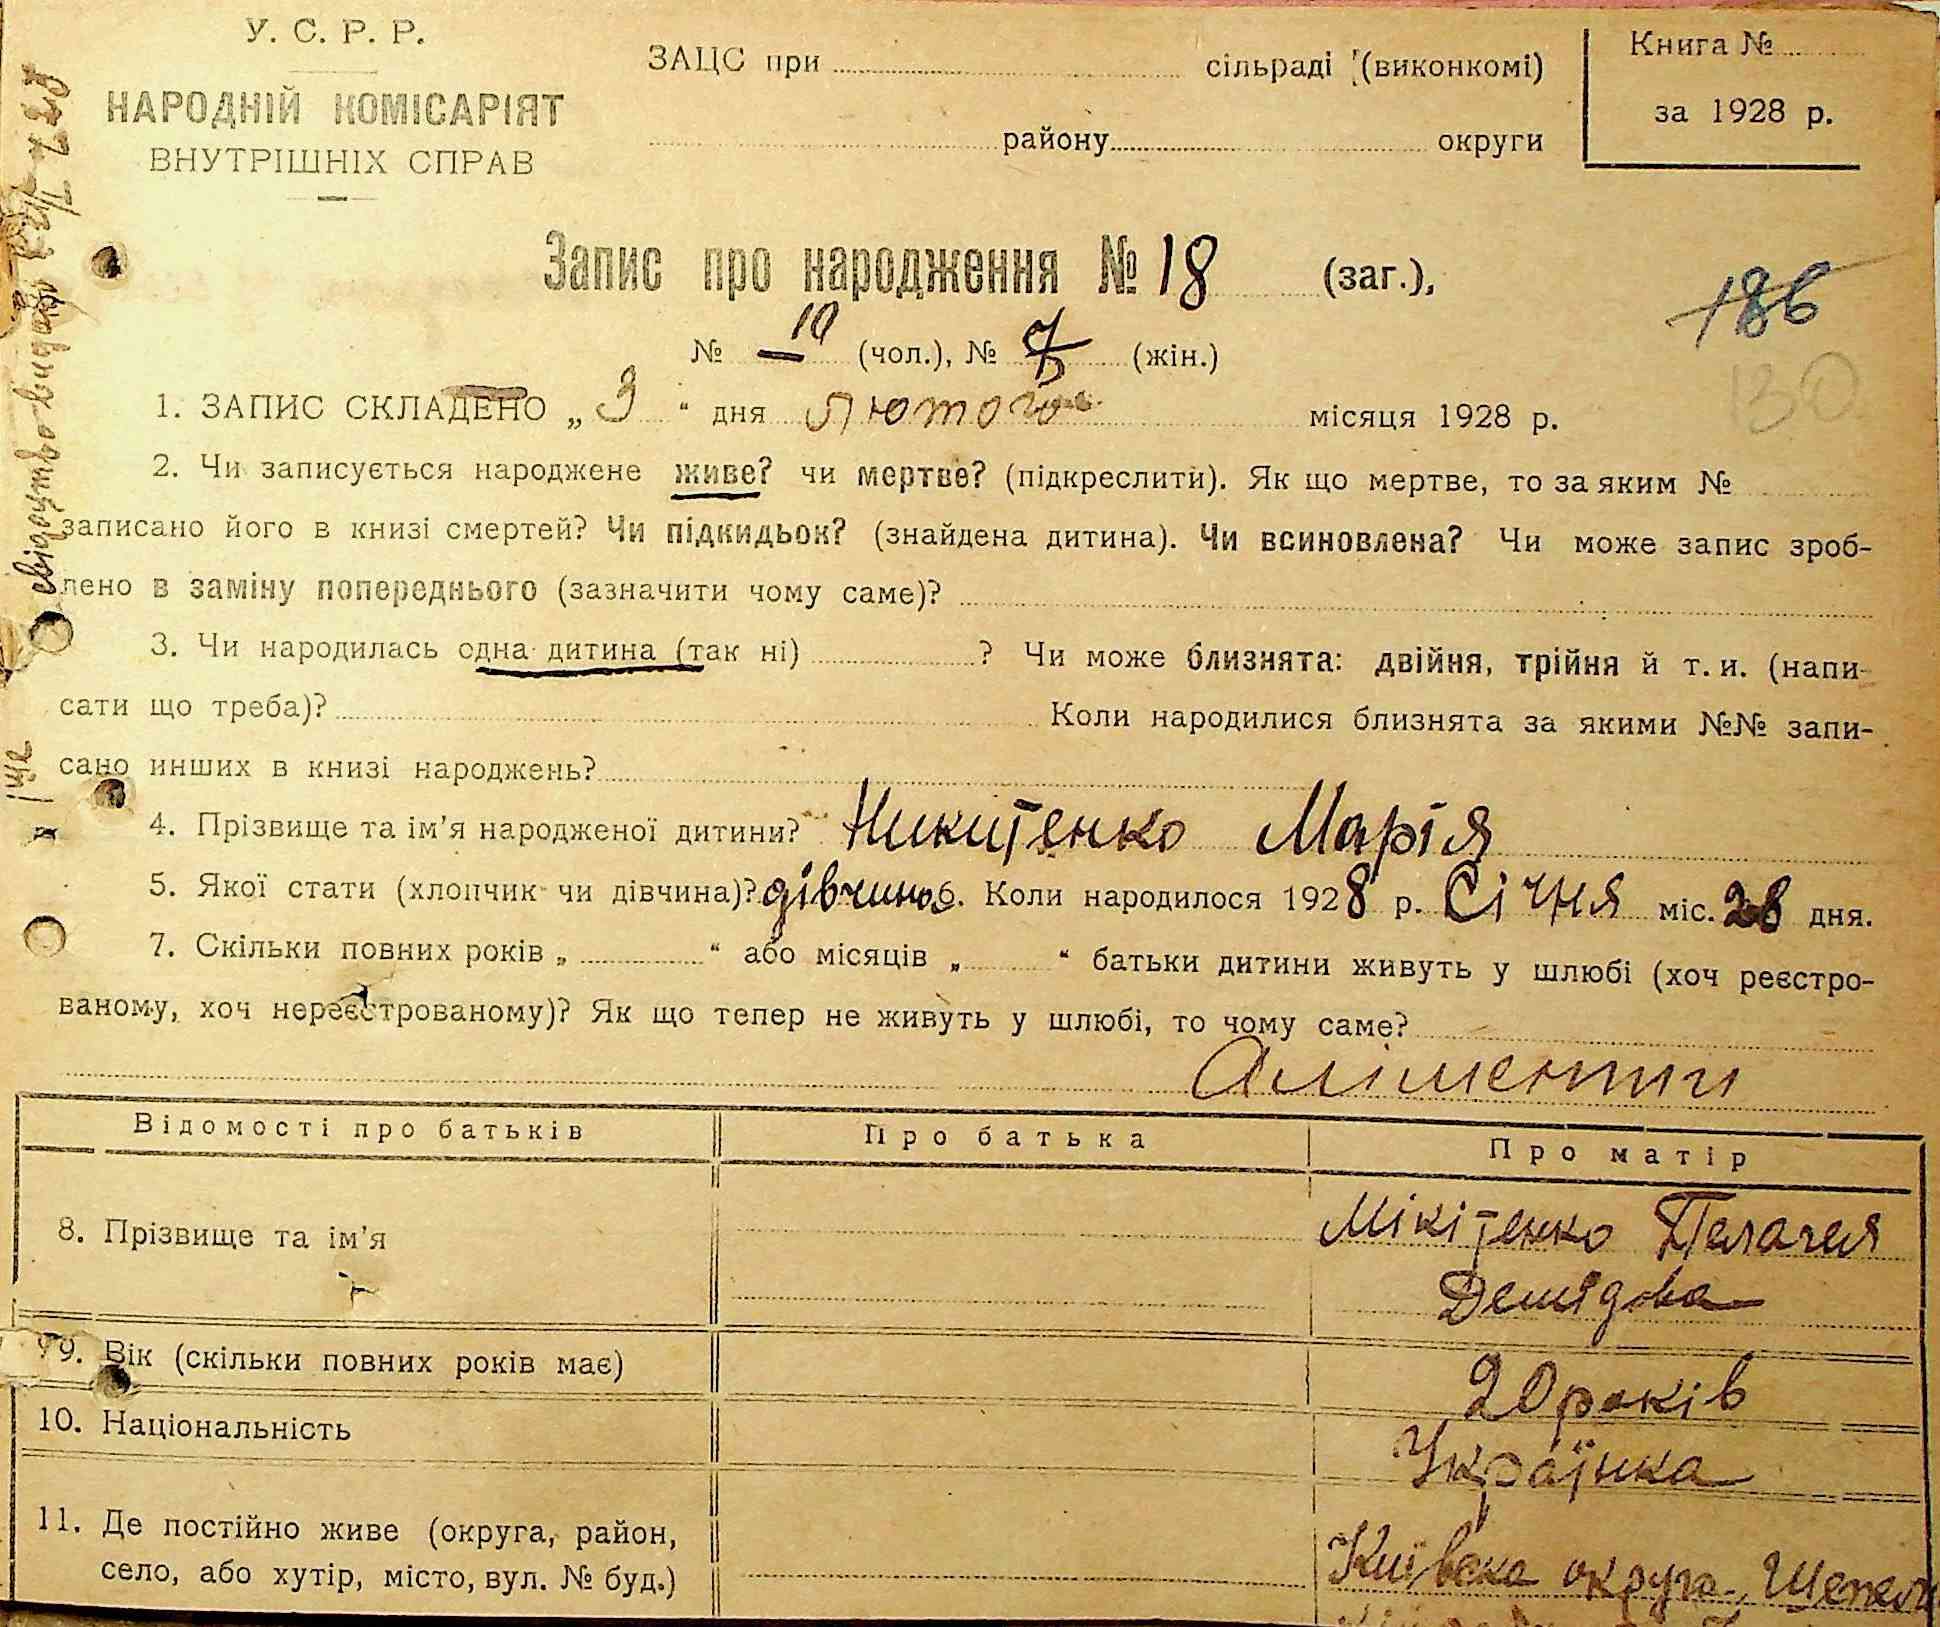 У. С. Р. Р.
НАРОДНІЙ КОМІСАРІЯТ
ВНУТРІШНІХ СПРАВ
ЗАЦС при сільраді (виконкомі)
району округи
Книга №
за 1928 р.
Запис про народження № 18 (заг.),
186
№ 10 (чол.), № (жін.)
130
1. ЗАПИС СКЛАДЕНО „ 3 “ дня лютого місяця 1928 р.
2. Чи записується народжене живе? чи мертве? (підкреслити). Як що мертве, то за яким №
записано його в книзі смертей? Чи підкидьок? (знайдена дитина). Чи всиновлена? Чи може запис зроб-
лено в заміну попереднього (зазначити чому саме)?
3. Чи народилась одна дитина (так ні) ? Чи може близнята: двійня, трійня й т. и. (напи-
сати що треба)? Коли народилися близнята за якими №№ запи-
сано инших в книзі народжень?
4. Прізвище та ім’я народженої дитини? Никитенко Марія
5. Якої стати (хлопчик чи дівчина)? дівчина 6. Коли народилося 1928 р. Січня міс. 28 дня.
7. Скільки повних років „ “ або місяців „ “ батьки дитини живуть у шлюбі (хоч реєстро-
ваному, хоч нереєстрованому)? Як що тепер не живуть у шлюбі, то чому саме?
Аліменти
Відомості про батьків Про батька Про матір
8. Прізвище та ім’я Мікітенко Пелагея
Демідова
9. Вік (скільки повних років має) 20 років
10. Національність Українка
11. Де постійно живе (округа, район, село, або хутір, місто, вул. № буд.) Київска округа Шепели
свідоцтво видано